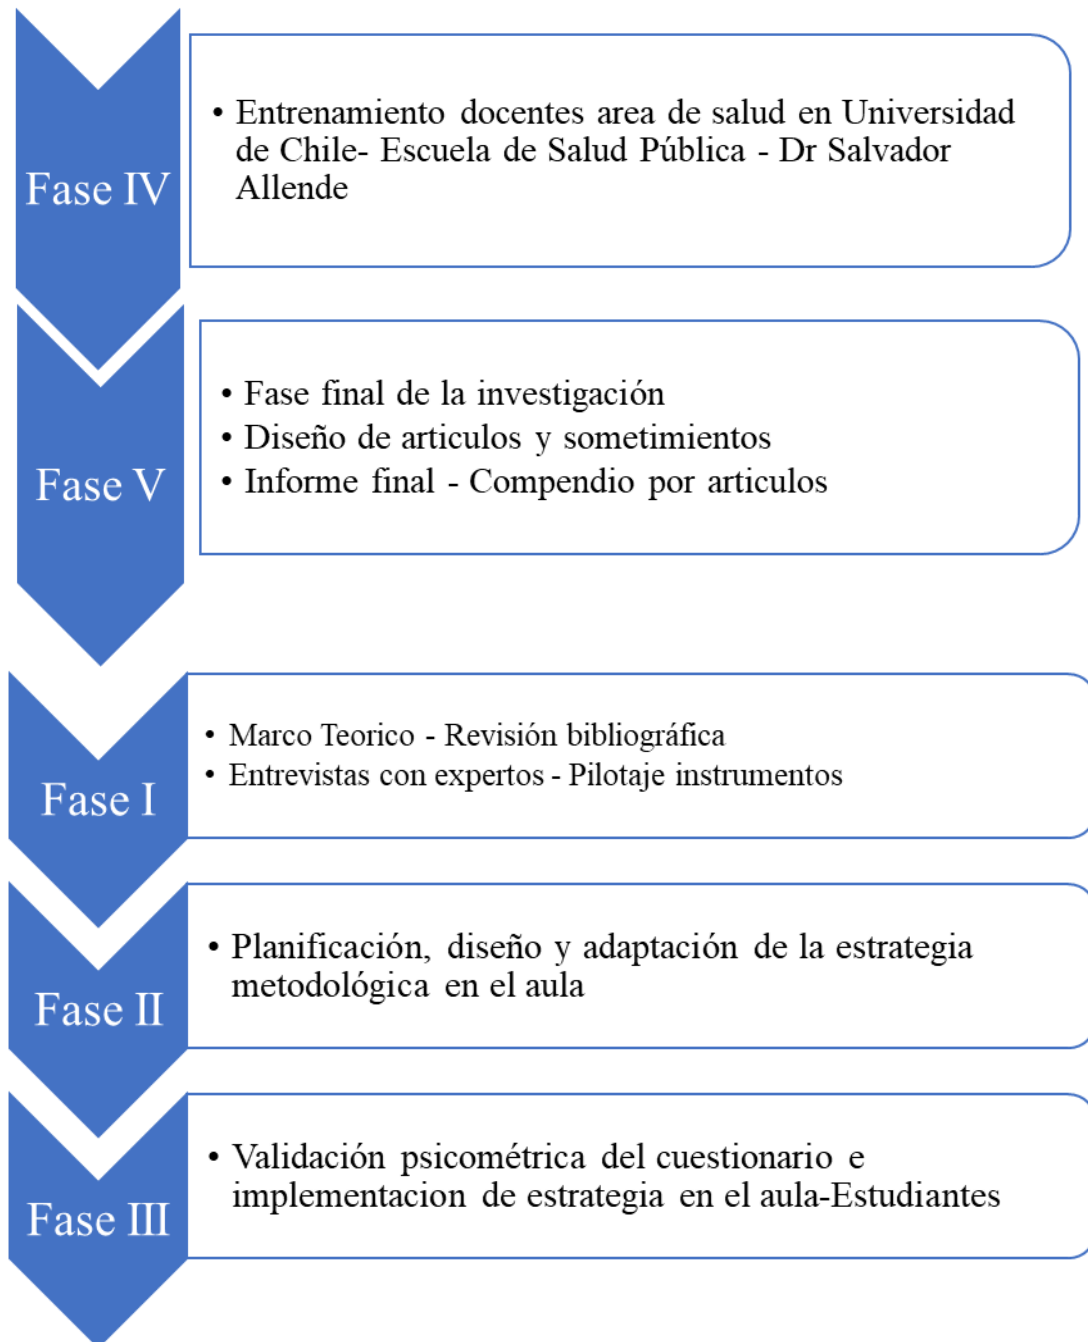 Fase IV
• Entrenamiento docentes area de salud en Universidad
de Chile- Escuela de Salud Pública - Dr Salvador
Allende
Fase V
• Fase final de la investigación
• Diseño de articulos y sometimientos
• Informe final - Compendio por articulos
Fase I
• Marco Teorico - Revisión bibliográfica
• Entrevistas con expertos - Pilotaje instrumentos
Fase II
• Planificación, diseño y adaptación de la estrategia
metodológica en el aula
Fase III
• Validación psicométrica del cuestionario e
implementacion de estrategia en el aula-Estudiantes